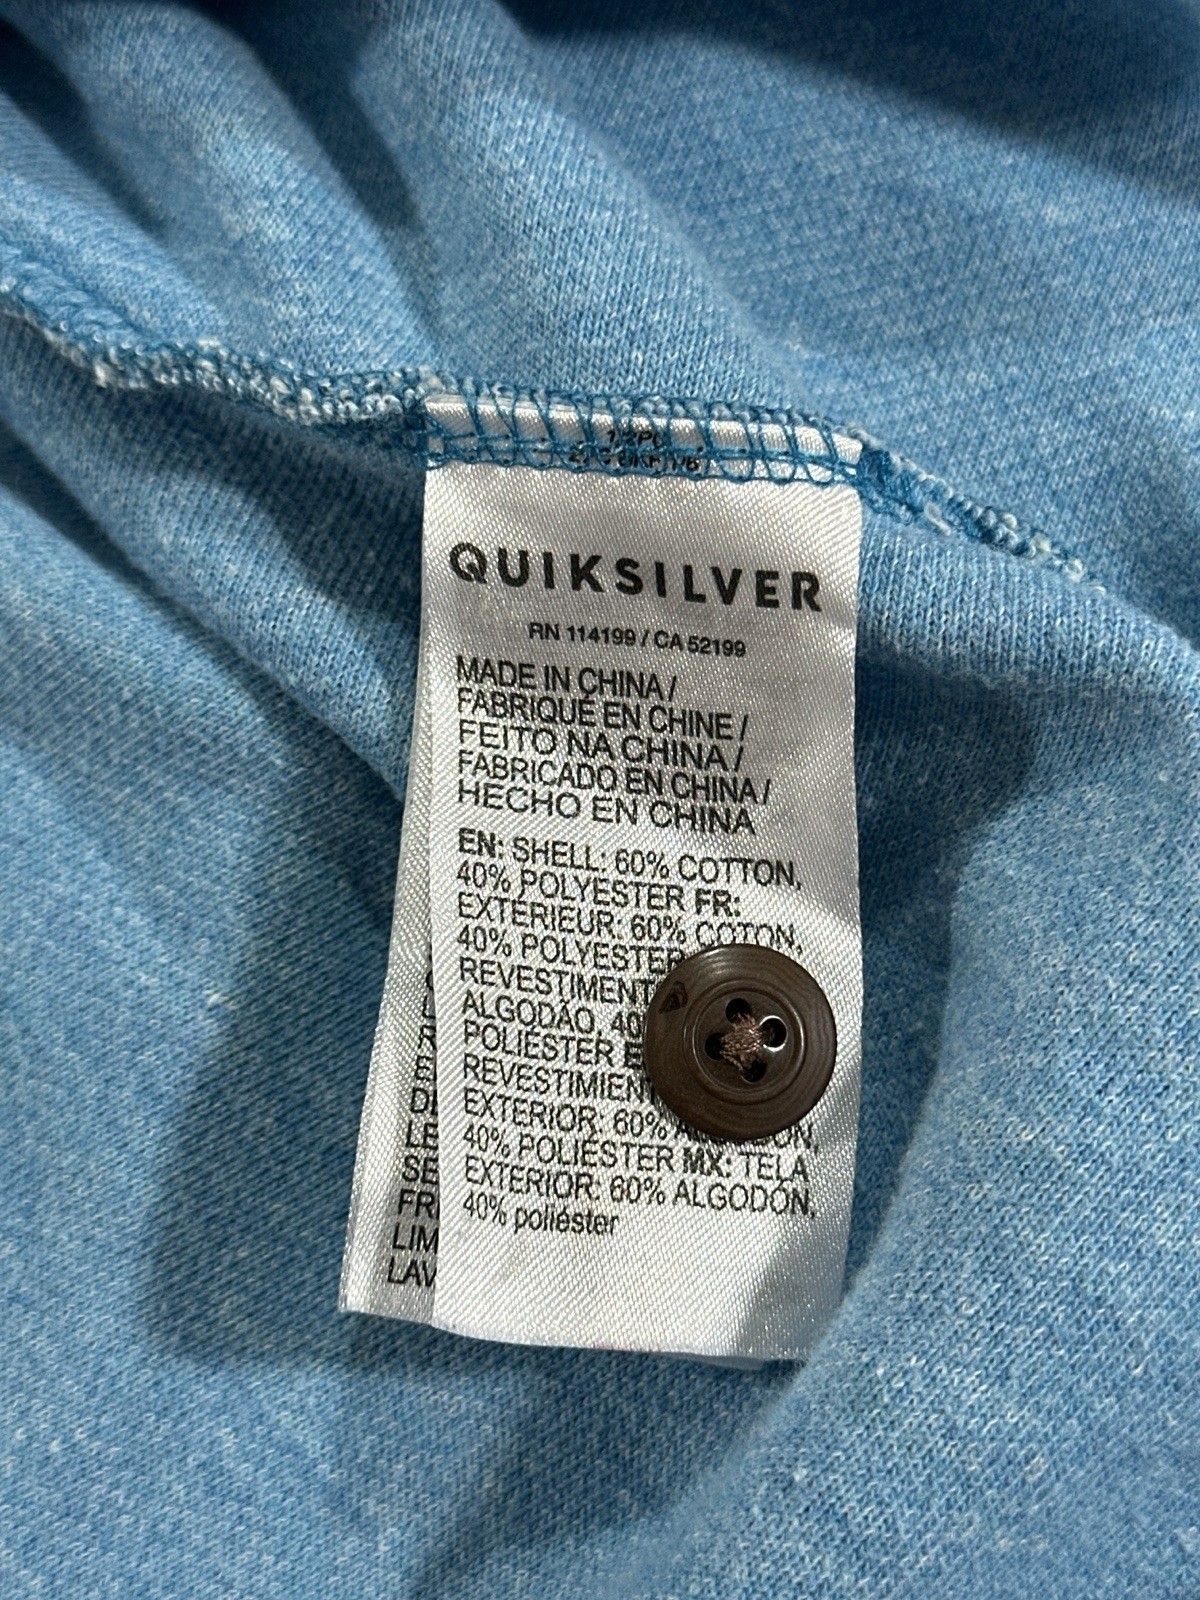 QUIKSILVER
RN 114199 / CA 52199
MADE IN CHINA /
FABRIQUÉ EN CHINE /
FEITO NA CHINA /
FABRICADO EN CHINA /
HECHO EN CHINA
EN: SHELL: 60% COTTON,
40% POLYESTER FR:
EXTERIEUR: 60% COTON,
40% POLYESTER
ALGODÃO, 40
POLIÉSTER
EXTERIOR: 60%
40% POLIÉSTER MX: TELA
EXTERIOR: 60% ALGODÓN,
40% poliéster